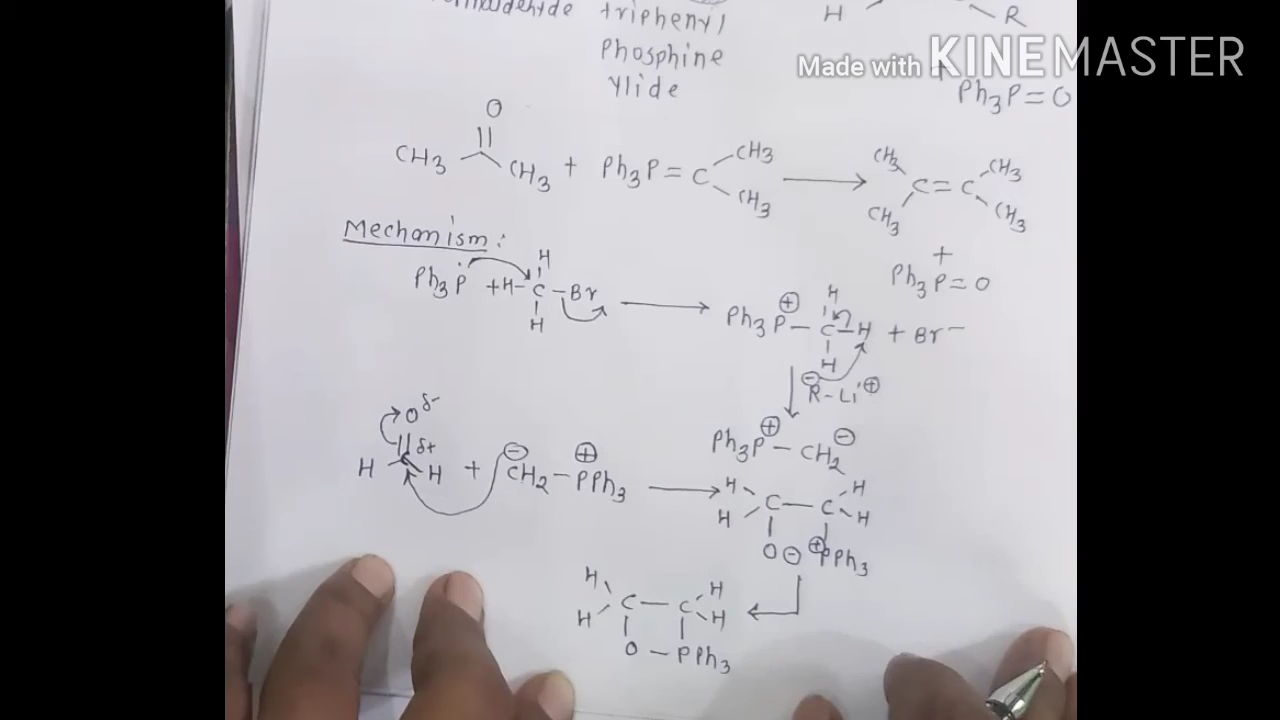 triphenyl
H R
Phosphine
Made with KINEMASTER
ylide
+
Ph3P=O
O
CH3 CH3 + Ph3P=C CH3 CH3 → CH3 CH3 C=C CH3 CH3
+
Ph3P=O
Mechanism:
Ph3P̈ + H-C-Br H H → Ph3P⊕-C-H H H + Br-
⊖R-Li⊕
Ph3P⊕-CH2⊖
Oδ-
δ+
H H + ⊖CH2-⊕PPh3 → H H C-C H H
O⊖ ⊕PPh3
H H C-C H H
O-PPh3